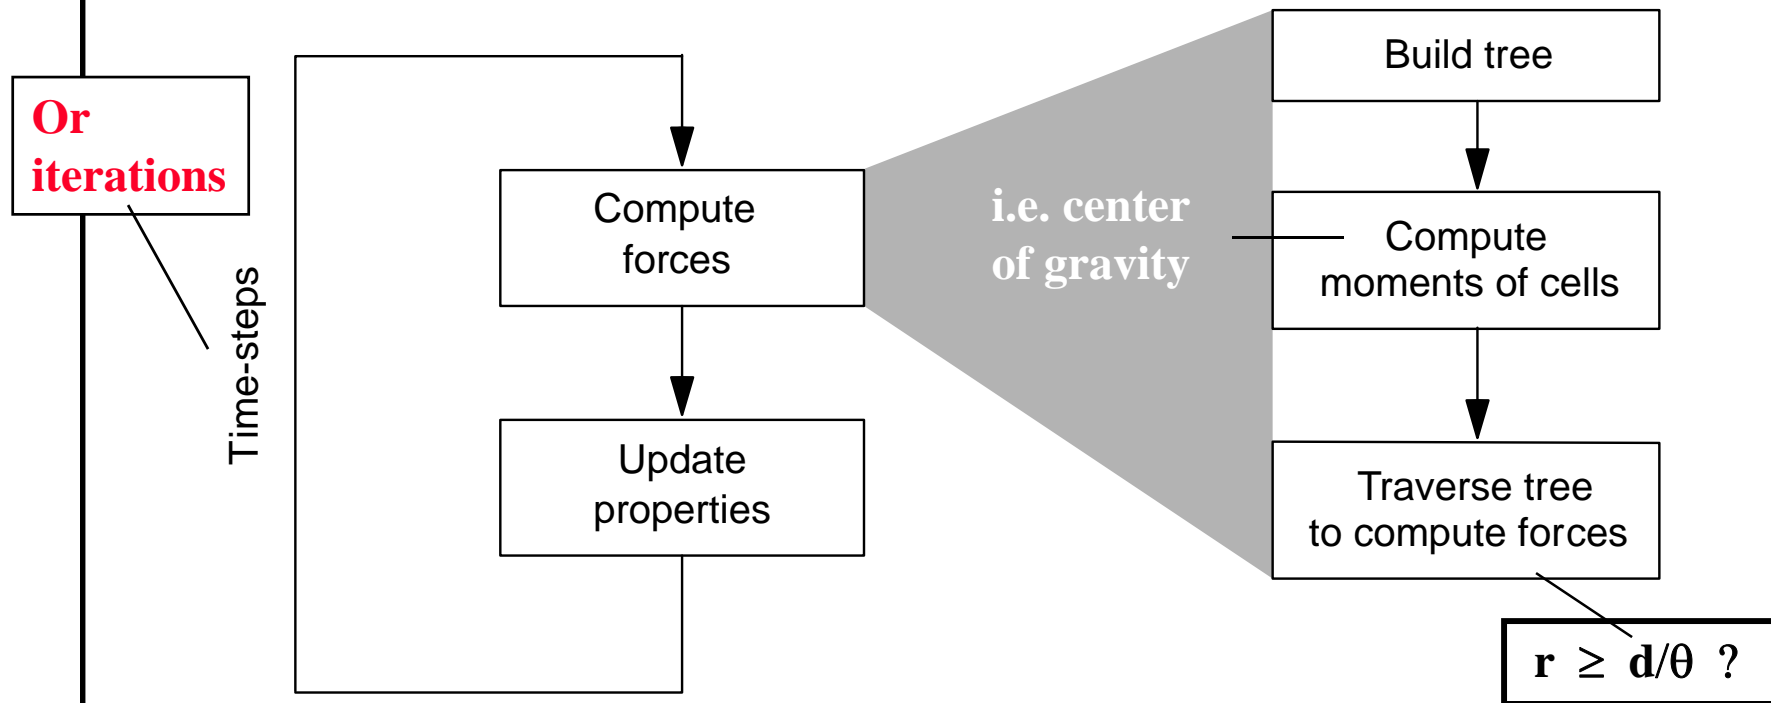 Or
iterations
Time-steps
Compute
forces
Update
properties
i.e. center
of gravity
Build tree
Compute
moments of cells
Traverse tree
to compute forces
r ≥ d/θ ?